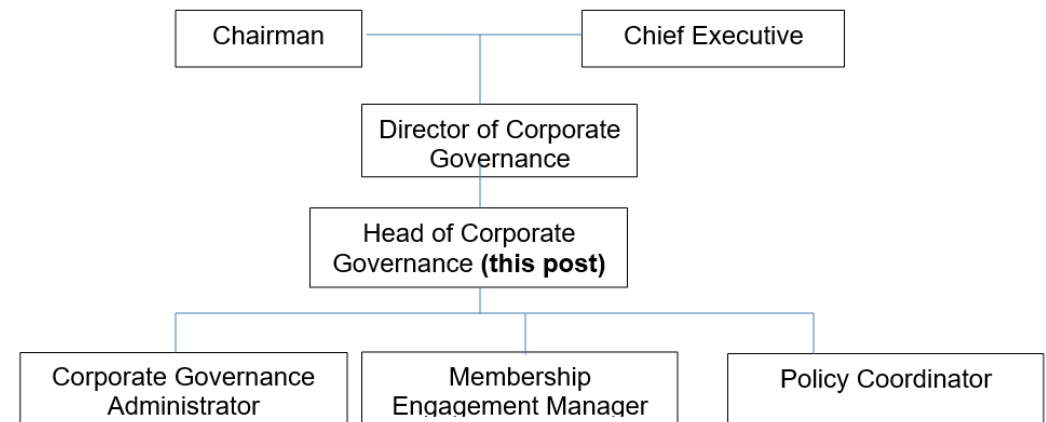 Chairman
Chief Executive
Director of Corporate
Governance
Head of Corporate
Governance (this post)
Corporate Governance
Administrator
Membership
Engagement Manager
Policy Coordinator